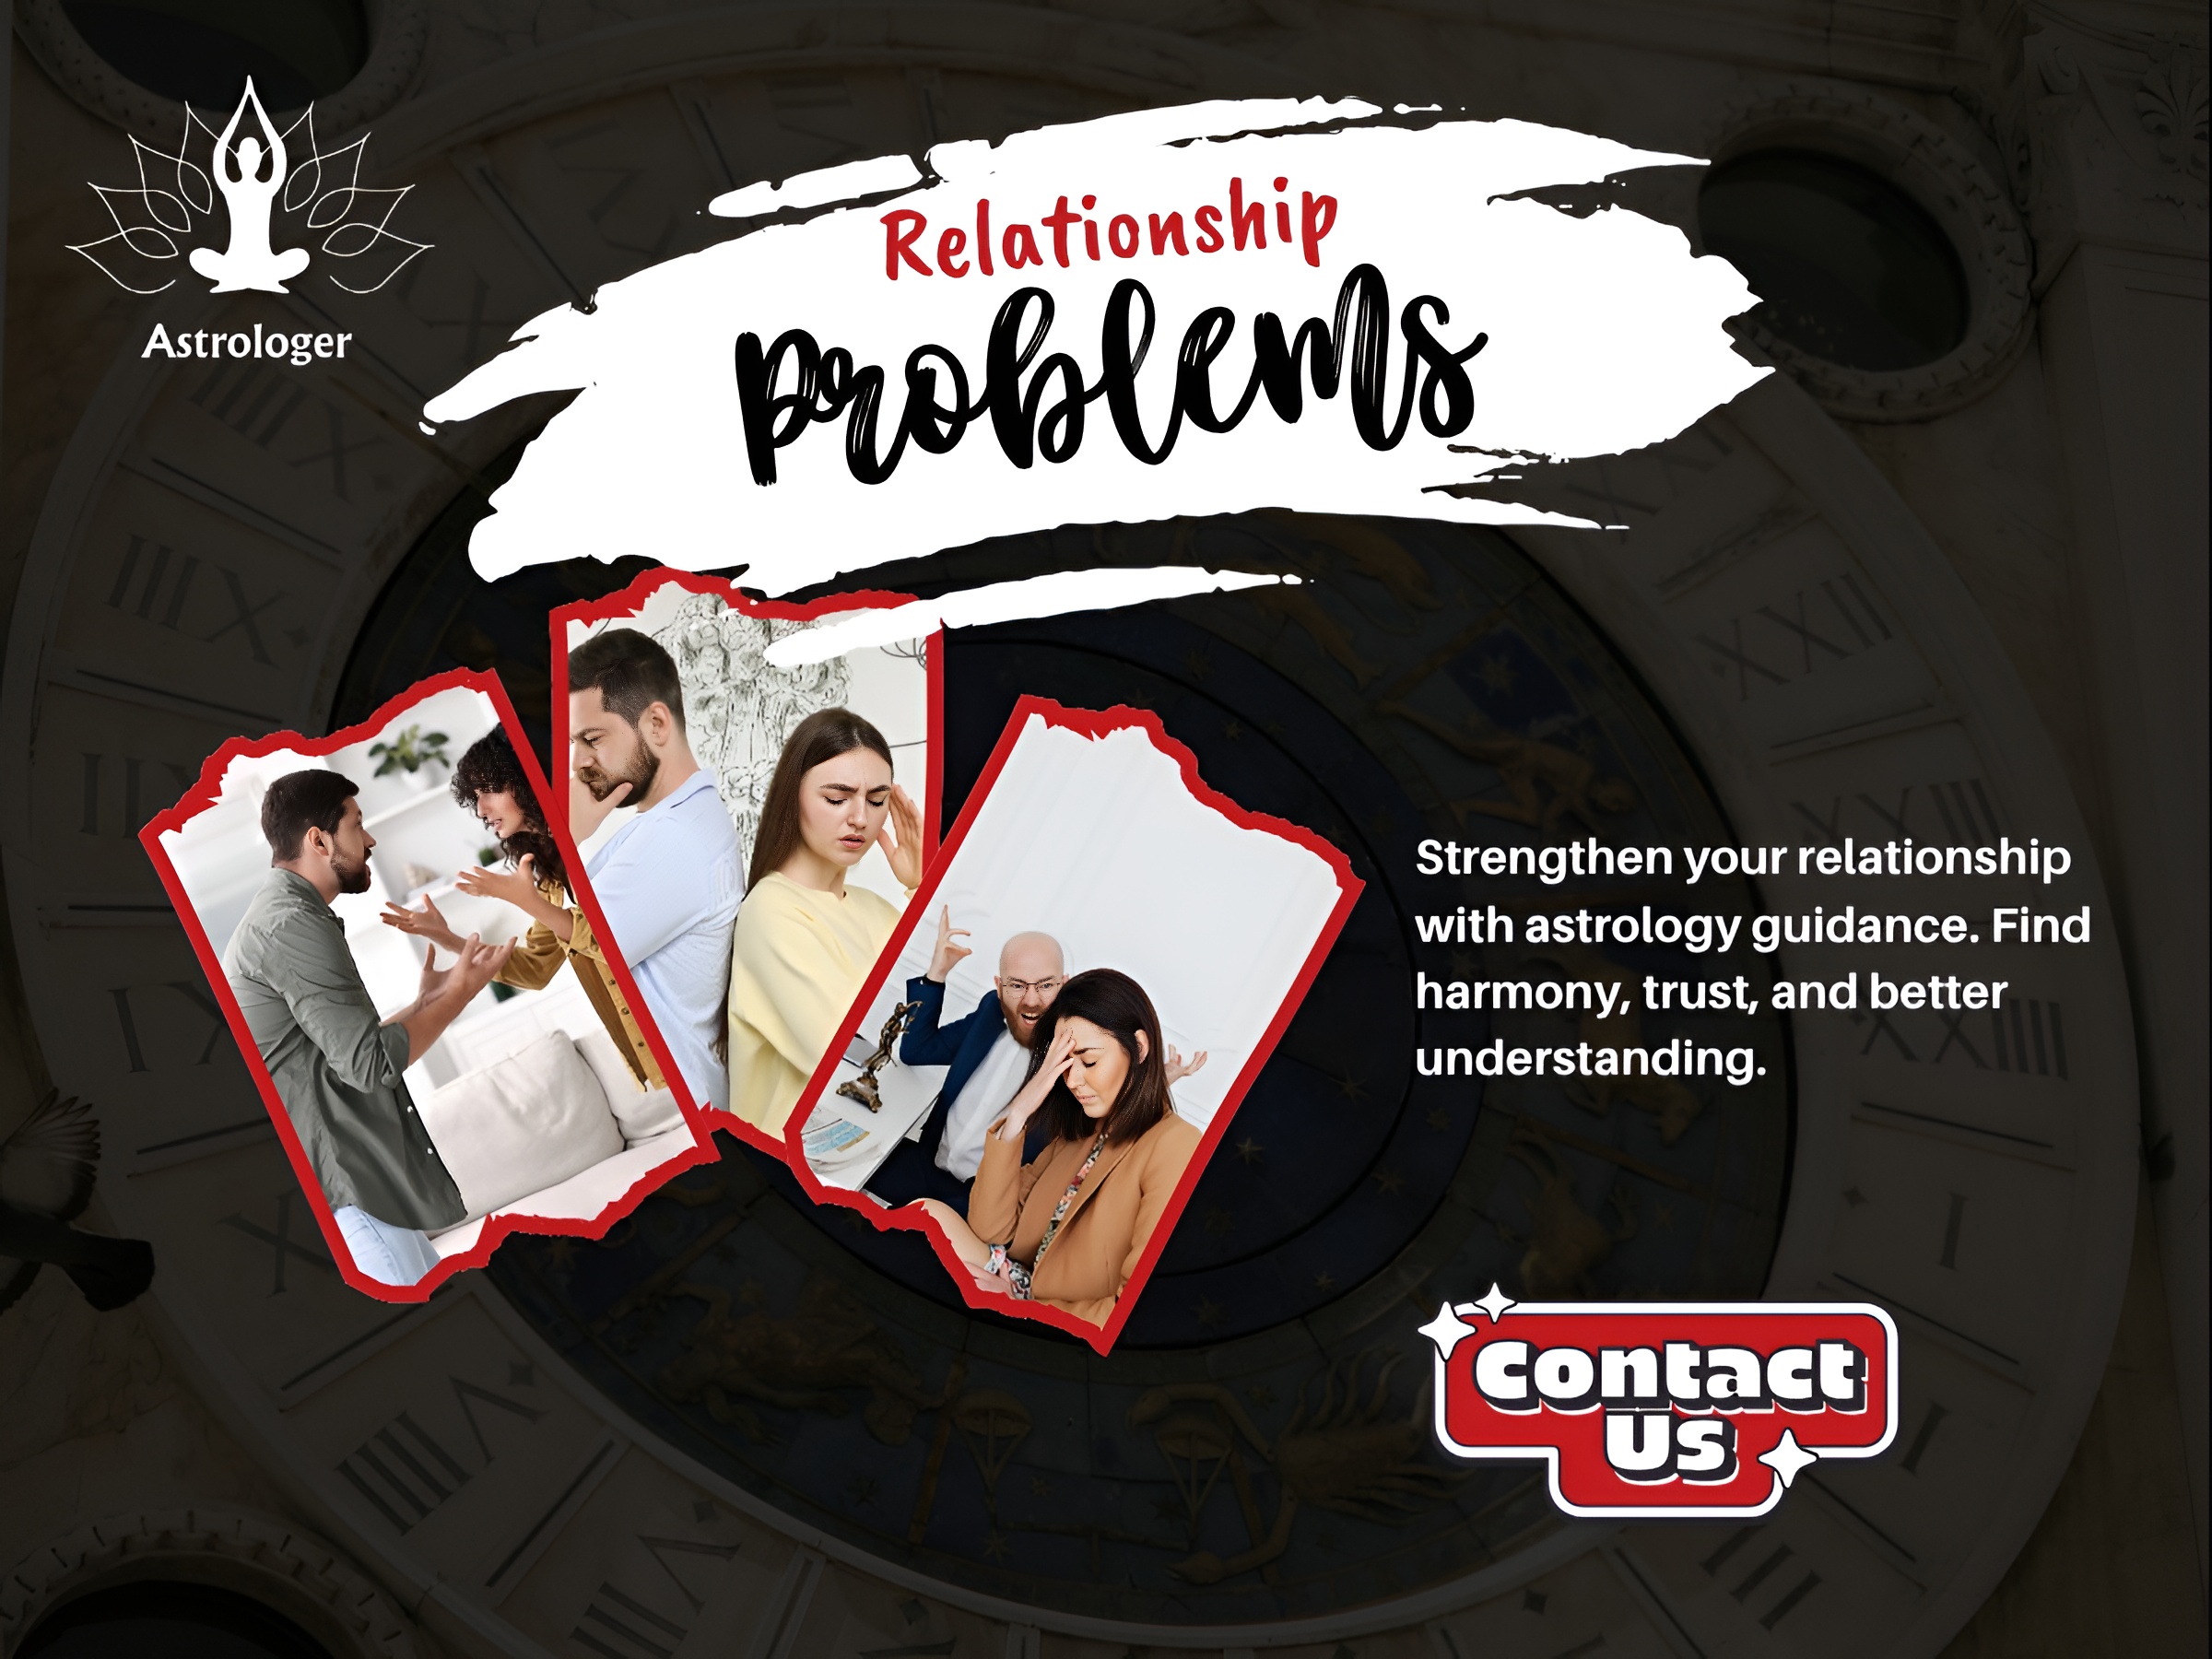 Astrologer
Relationship
Problems
Strengthen your relationship
with astrology guidance. Find
harmony, trust, and better
understanding.
Contact
Us